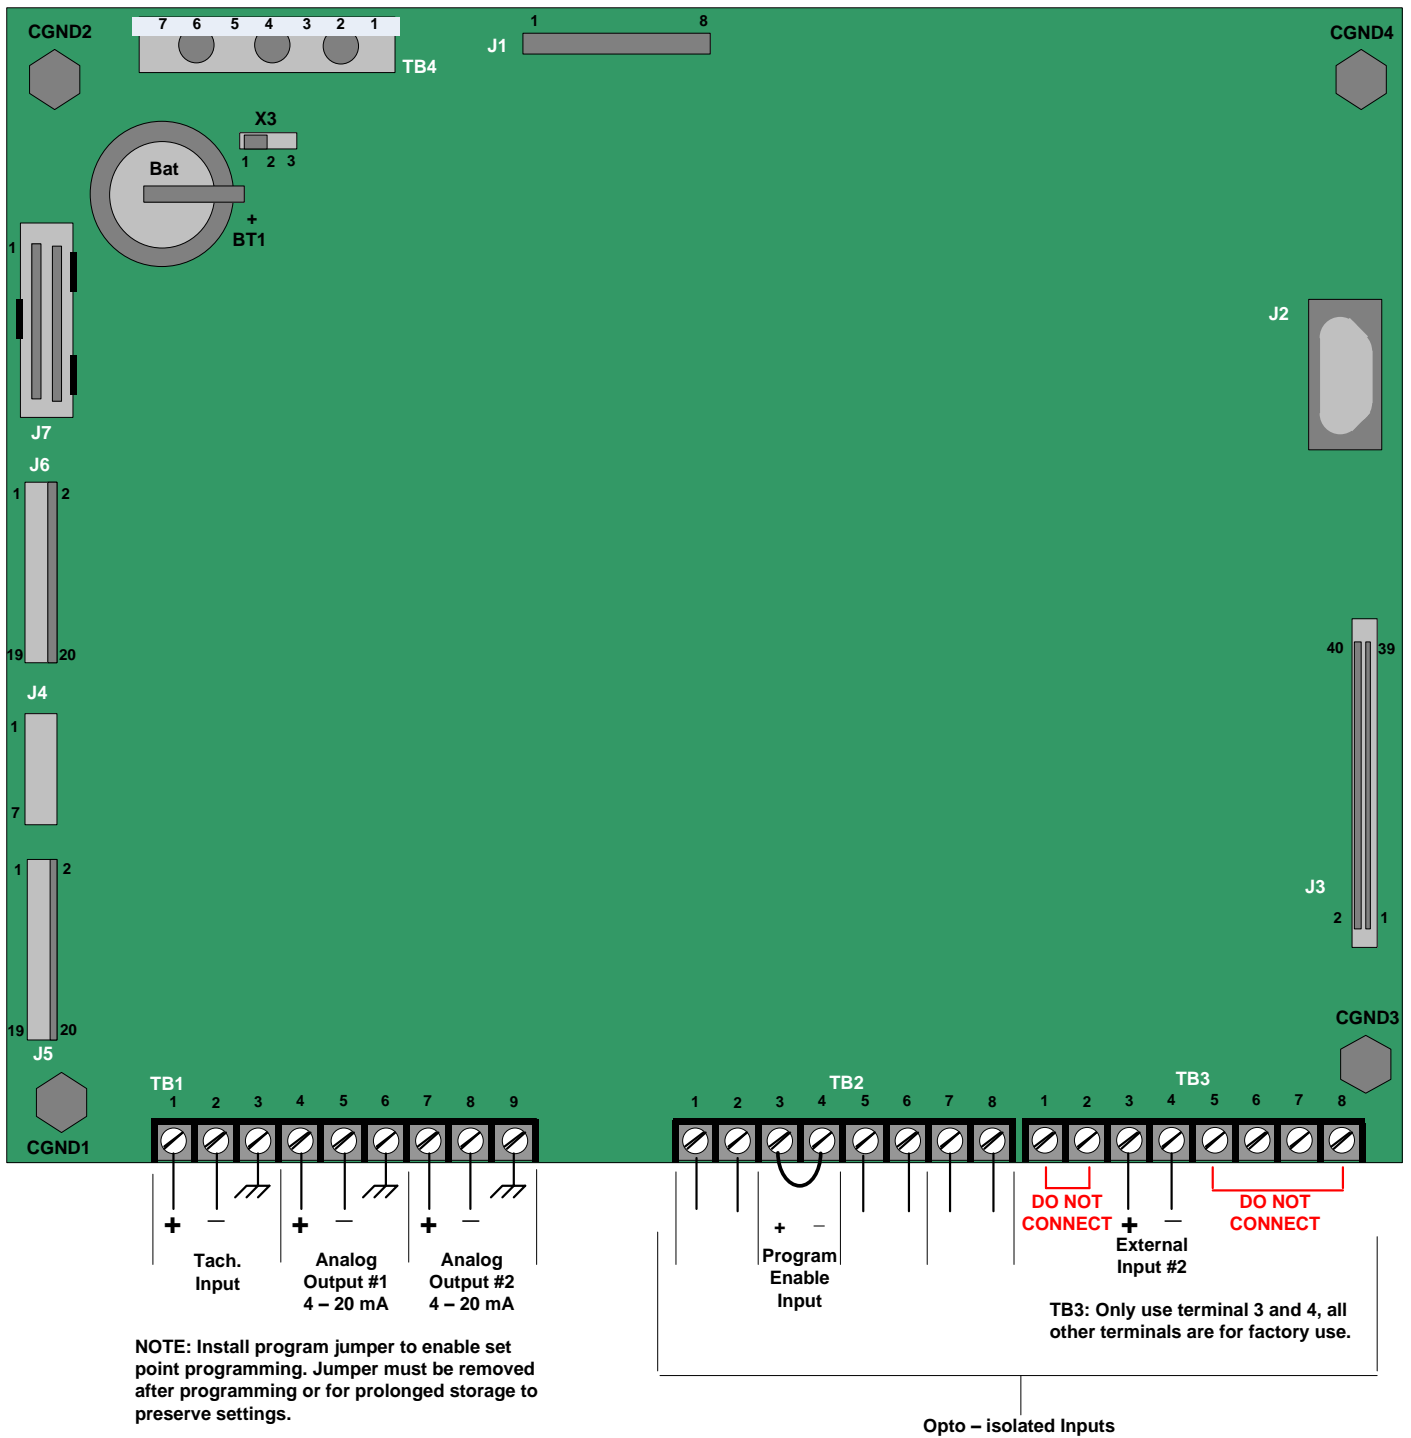 CGND2
7 6 5 4 3 2 1
TB4
J1
1 8
CGND4
X3
1 2 3
Bat
+
BT1
1
J7
J2
J6
1 2
19 20
J4
1
7
40 39
J3
2 1
1 2
19 20
J5
CGND3
CGND1
TB1
1 2 3 4 5 6 7 8 9
TB2
1 2 3 4 5 6 7 8
TB3
1 2 3 4 5 6 7 8
+ – + – + –
Tach.
Input
Analog
Output #1
4 – 20 mA
Analog
Output #2
4 – 20 mA
+ –
Program
Enable
Input
DO NOT
CONNECT
+ –
External
Input #2
DO NOT
CONNECT
TB3: Only use terminal 3 and 4, all
other terminals are for factory use.
NOTE: Install program jumper to enable set
point programming. Jumper must be removed
after programming or for prolonged storage to
preserve settings.
Opto – isolated Inputs